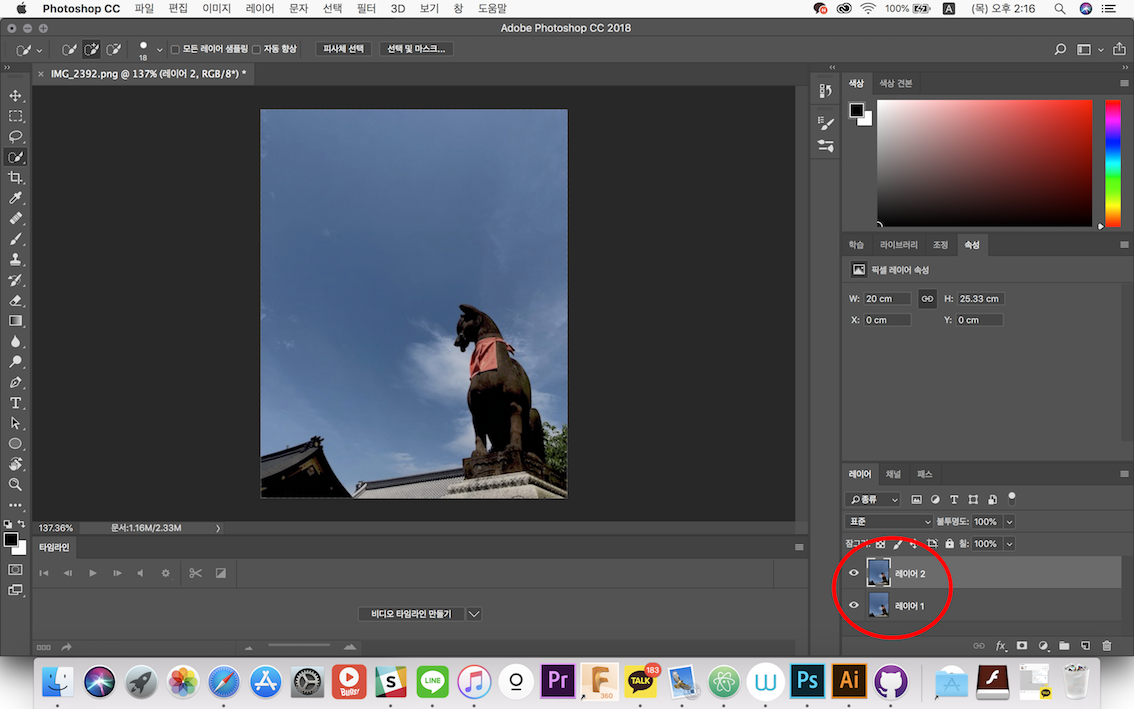 Photoshop CC 파일 편집 이미지 레이어 문자 선택 필터 3D 보기 창 도움말 100% A (목) 오후 2:16
Adobe Photoshop CC 2018
18 모든 레이어 샘플링 자동 향상 피사체 선택 선택 및 마스크...
IMG_2392.png @ 137% (레이어 2, RGB/8*) *
색상 색상 견본
학습 라이브러리 조정 속성
픽셀 레이어 속성
W: 20 cm H: 25.33 cm
X: 0 cm Y: 0 cm
레이어 채널 패스
종류
표준 불투명도: 100%
잠그기: 칠: 100%
레이어 2
레이어 1
fx
137.36% 문서:1.16M/2.33M
타임라인
비디오 타임라인 만들기
BUGS!
S
LINE
Pr
F
360
TALK
183
Ps
Ai
TALK